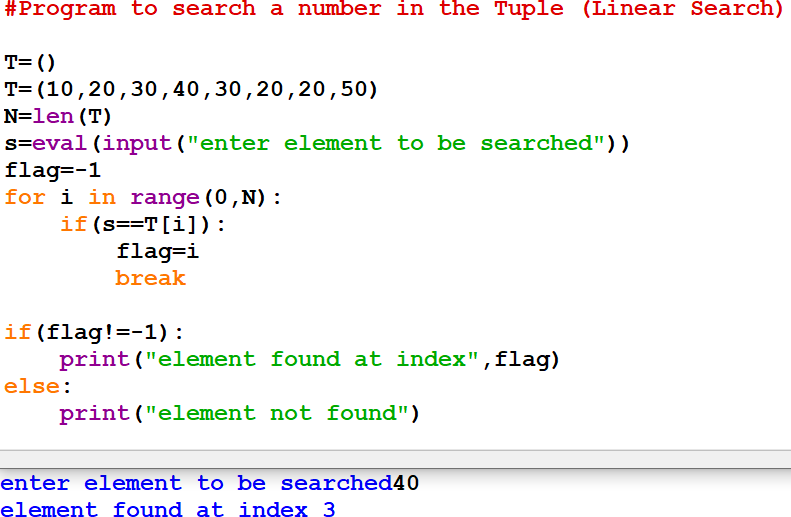 #Program to search a number in the Tuple (Linear Search)
T=()
T=(10,20,30,40,30,20,20,50)
N=len(T)
s=eval(input("enter element to be searched"))
flag=-1
for i in range(0,N):
    if(s==T[i]):
        flag=i
        break
if(flag!=-1):
    print("element found at index",flag)
else:
    print("element not found")
enter element to be searched40
element found at index 3